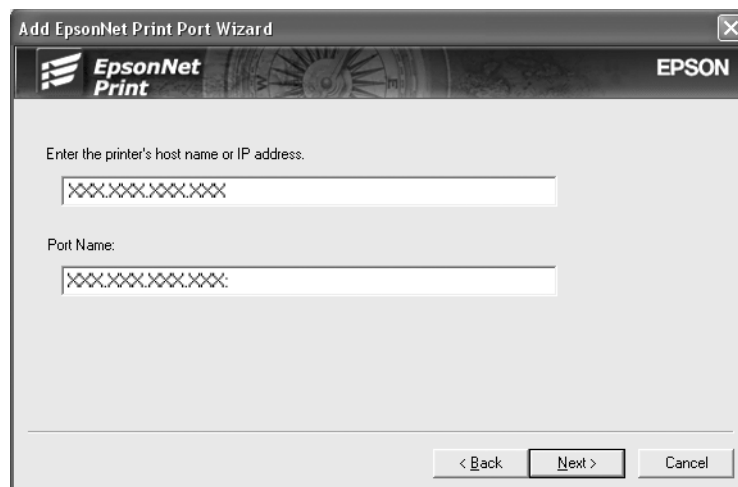 Add EpsonNet Print Port Wizard
EpsonNet
Print
EPSON
Enter the printer's host name or IP address.
XXX.XXX.XXX.XXX
Port Name:
XXX.XXX.XXX.XXX:
< Back
Next >
Cancel